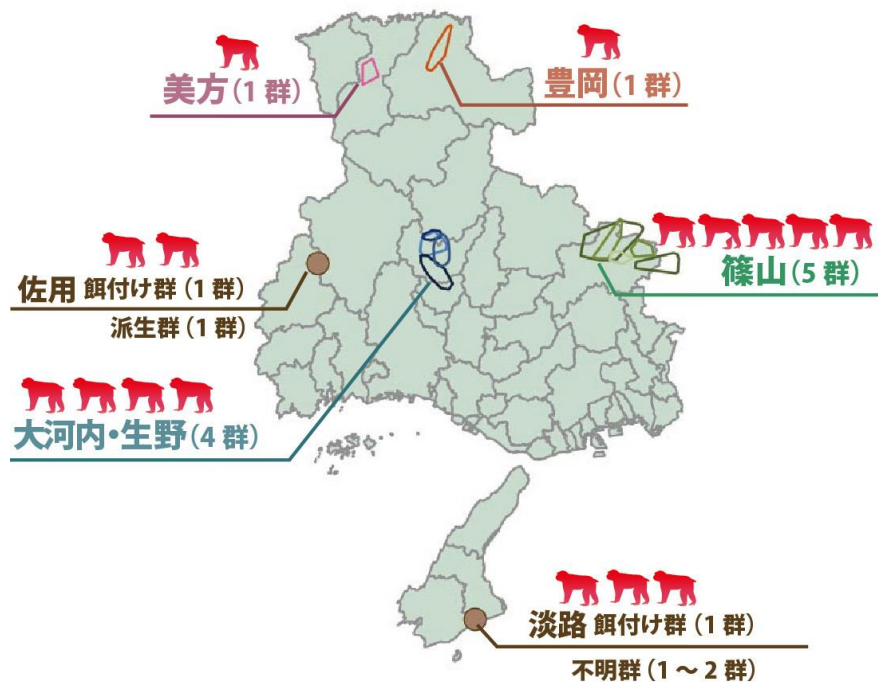 美方(1群)
豊岡(1群)
篠山(5群)
佐用 餌付け群(1群)
派生群(1群)
大河内・生野(4群)
淡路 餌付け群(1群)
不明群(1～2群)